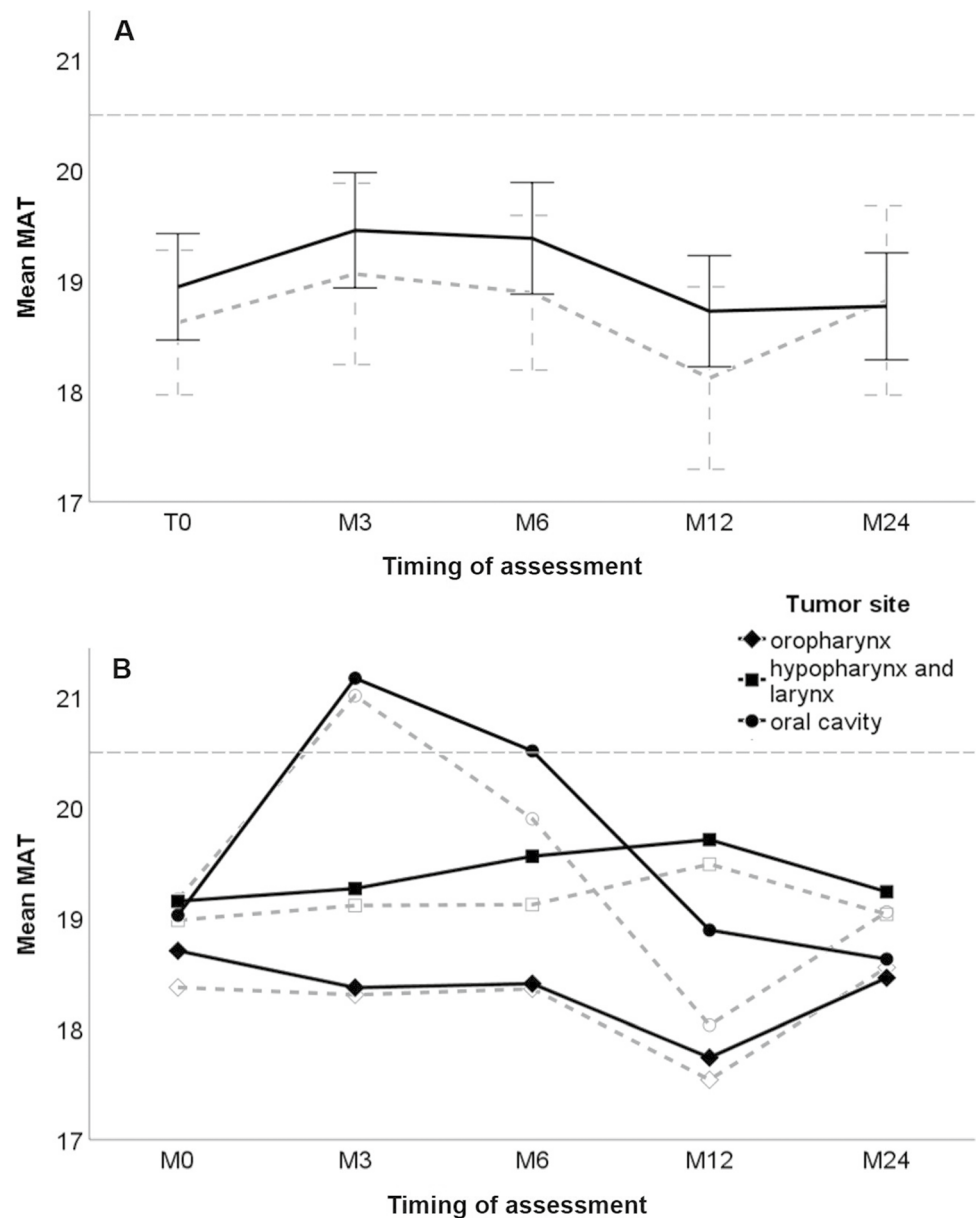 A
21
20
19
18
17
Mean MAT
T0 M3 M6 M12 M24
Timing of assessment
Tumor site
oropharynx
hypopharynx and
larynx
oral cavity
B
21
20
19
18
17
Mean MAT
M0 M3 M6 M12 M24
Timing of assessment